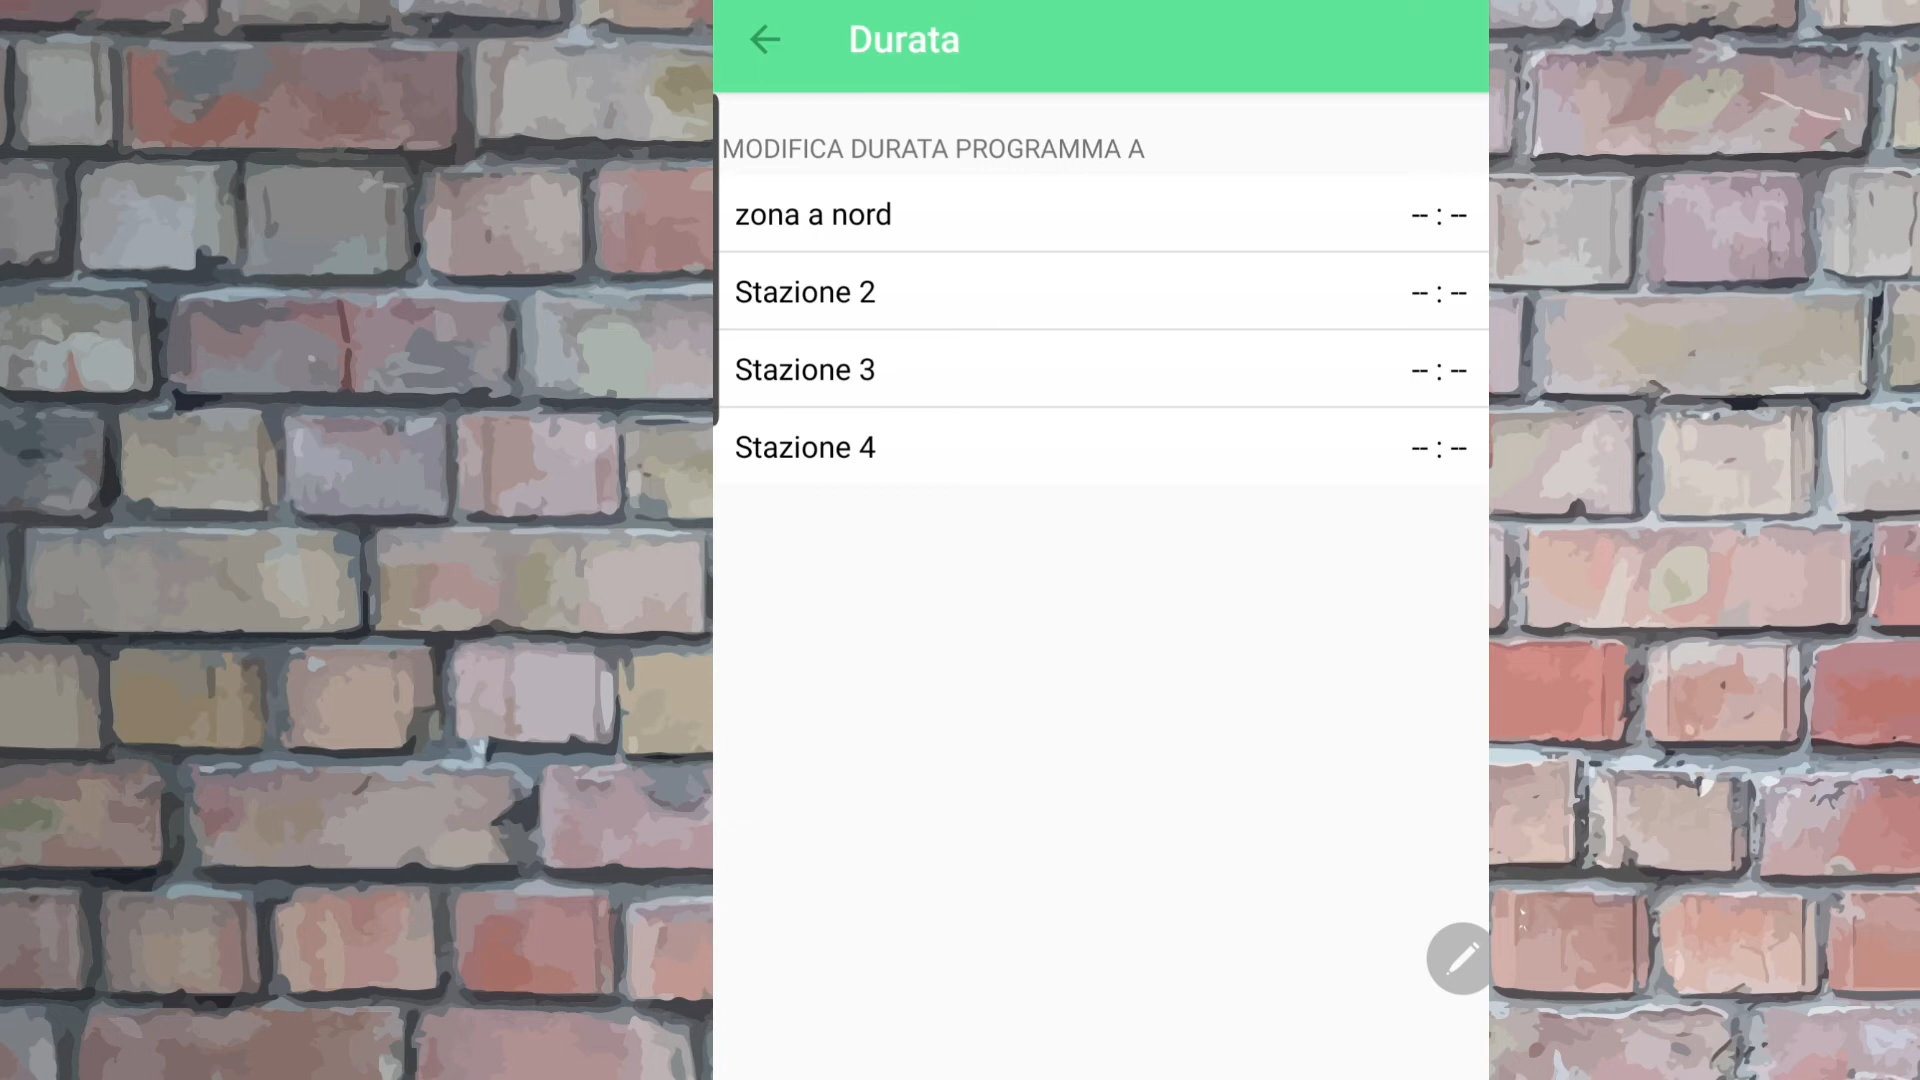 Durata
MODIFICA DURATA PROGRAMMA A
zona a nord -- : --
Stazione 2 -- : --
Stazione 3 -- : --
Stazione 4 -- : --